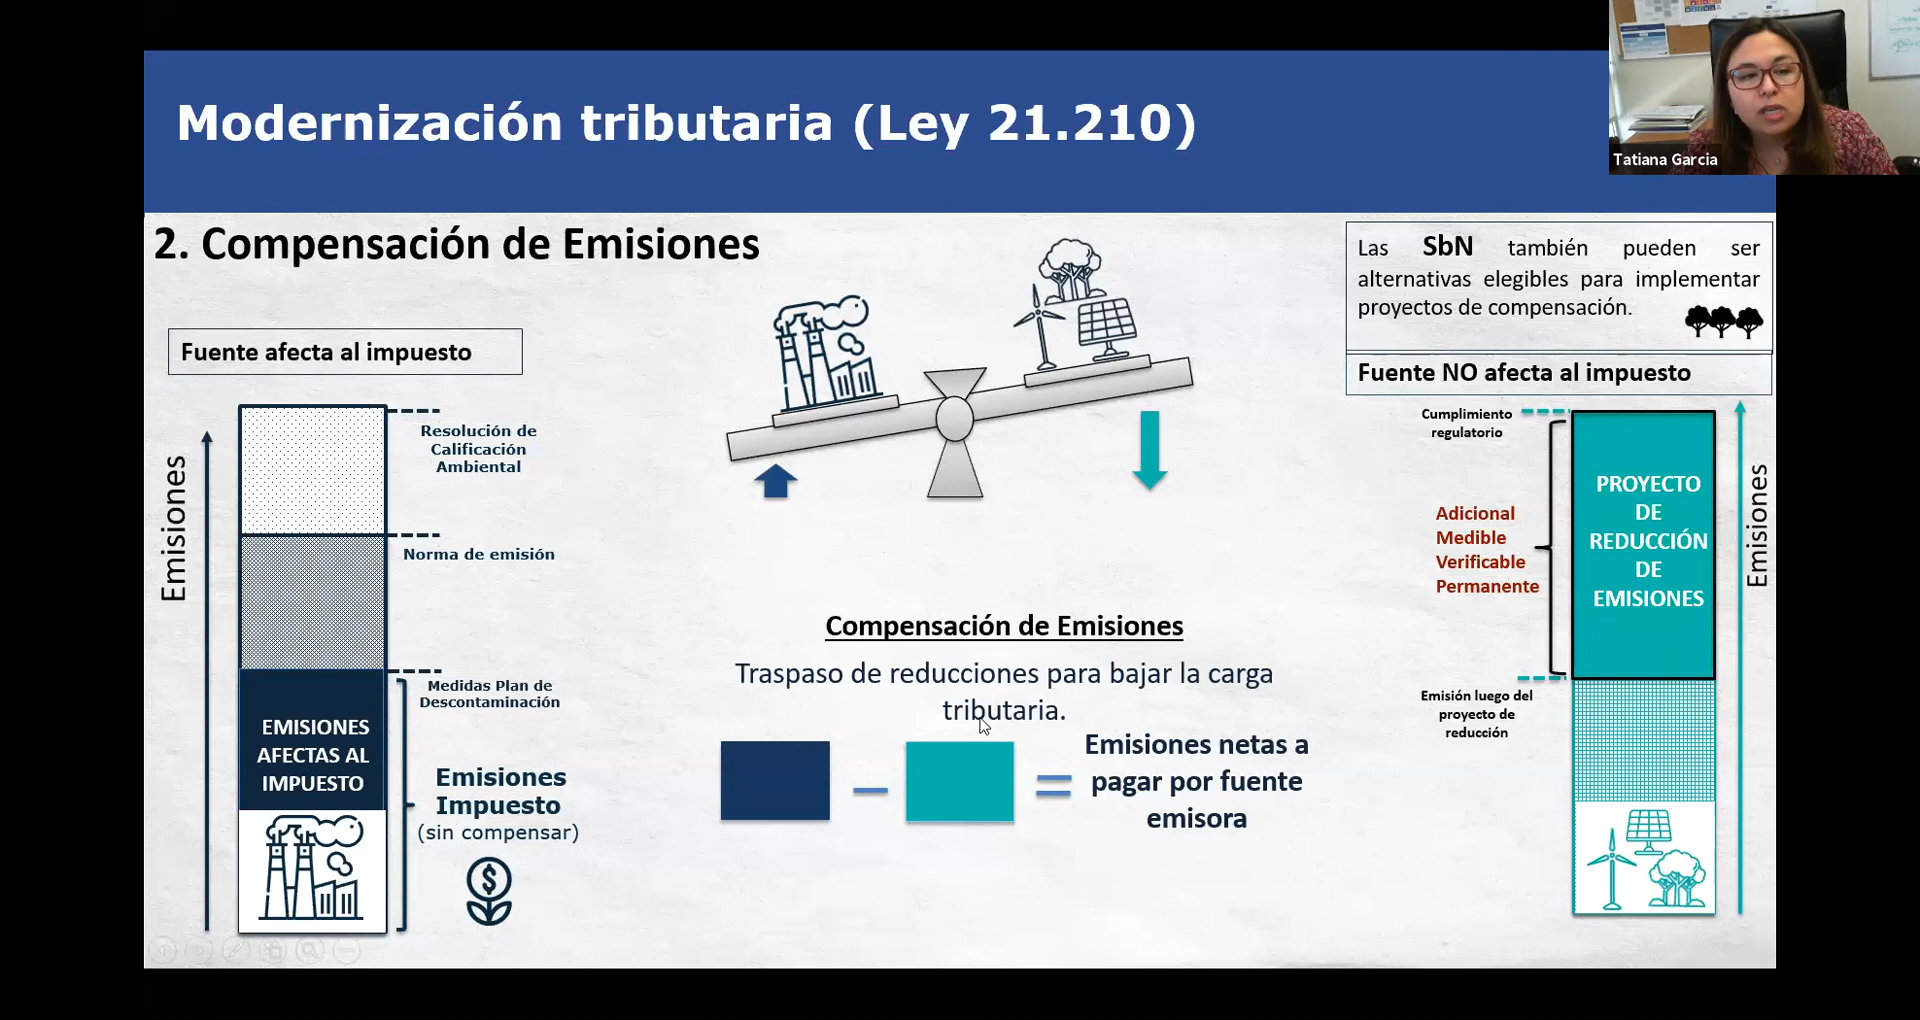 Modernización tributaria (Ley 21.210)
Tatiana Garcia
2. Compensación de Emisiones
Fuente afecta al impuesto
Emisiones
Resolución de
Calificación
Ambiental
Norma de emisión
Medidas Plan de
Descontaminación
EMISIONES
AFECTAS AL
IMPUESTO
Emisiones
Impuesto
(sin compensar)
$
Compensación de Emisiones
Traspaso de reducciones para bajar la carga
tributaria.
Emisiones netas a
pagar por fuente
emisora
Las SbN también pueden ser
alternativas elegibles para implementar
proyectos de compensación.
Fuente NO afecta al impuesto
Cumplimiento
regulatorio
Adicional
Medible
Verificable
Permanente
PROYECTO
DE
REDUCCIÓN
DE
EMISIONES
Emisiones
Emisión luego del
proyecto de
reducción